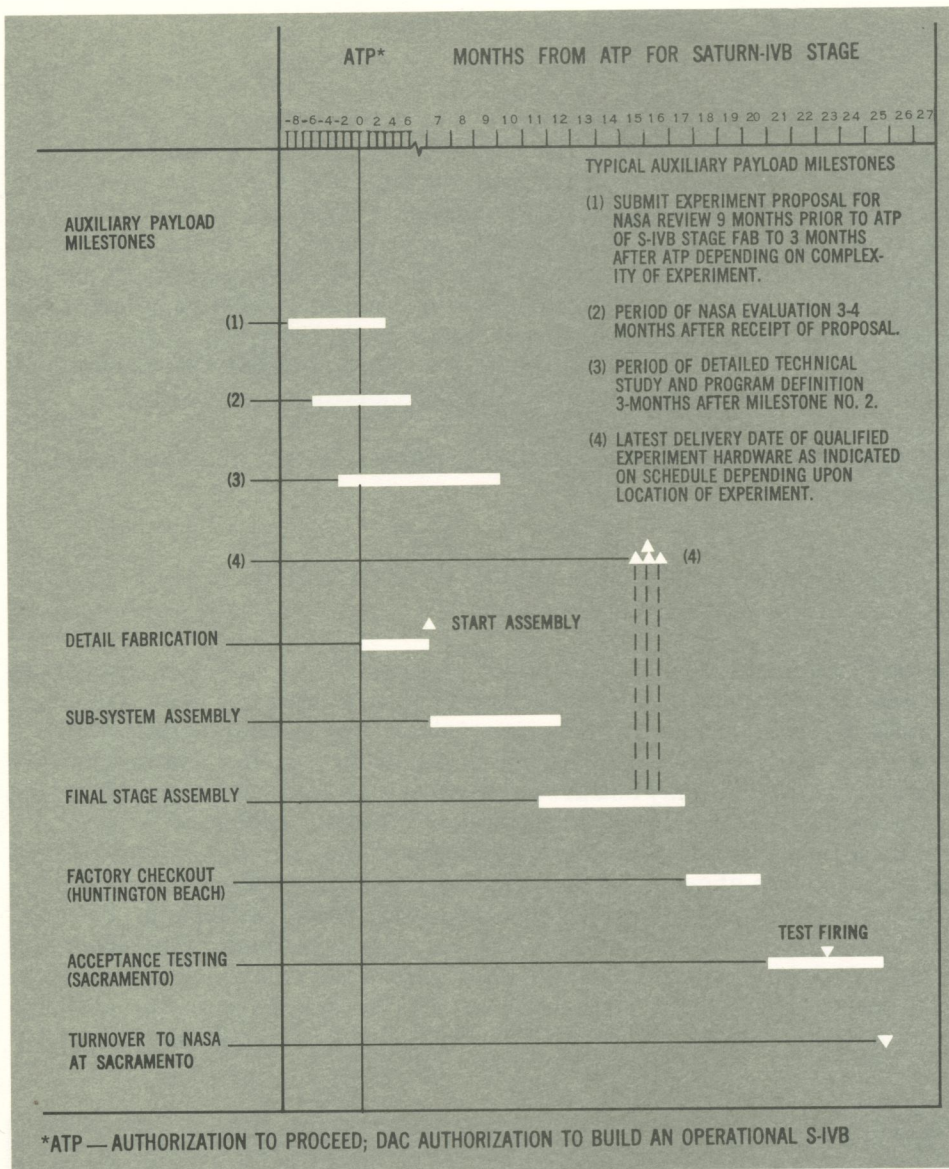 ATP* MONTHS FROM ATP FOR SATURN-IVB STAGE
-8-6-4-2 0 2 4 6 7 8 9 10 11 12 13 14 15 16 17 18 19 20 21 22 23 24 25 26 27
TYPICAL AUXILIARY PAYLOAD MILESTONES
(1) SUBMIT EXPERIMENT PROPOSAL FOR
NASA REVIEW 9 MONTHS PRIOR TO ATP
OF S-IVB STAGE FAB TO 3 MONTHS
AFTER ATP DEPENDING ON COMPLEX-
ITY OF EXPERIMENT.
(2) PERIOD OF NASA EVALUATION 3-4
MONTHS AFTER RECEIPT OF PROPOSAL.
(3) PERIOD OF DETAILED TECHNICAL
STUDY AND PROGRAM DEFINITION
3-MONTHS AFTER MILESTONE NO. 2.
(4) LATEST DELIVERY DATE OF QUALIFIED
EXPERIMENT HARDWARE AS INDICATED
ON SCHEDULE DEPENDING UPON
LOCATION OF EXPERIMENT.
AUXILIARY PAYLOAD
MILESTONES
(1)
(2)
(3)
(4) (4)
START ASSEMBLY
DETAIL FABRICATION
SUB-SYSTEM ASSEMBLY
FINAL STAGE ASSEMBLY
FACTORY CHECKOUT
(HUNTINGTON BEACH)
TEST FIRING
ACCEPTANCE TESTING
(SACRAMENTO)
TURNOVER TO NASA
AT SACRAMENTO
*ATP — AUTHORIZATION TO PROCEED; DAC AUTHORIZATION TO BUILD AN OPERATIONAL S-IVB